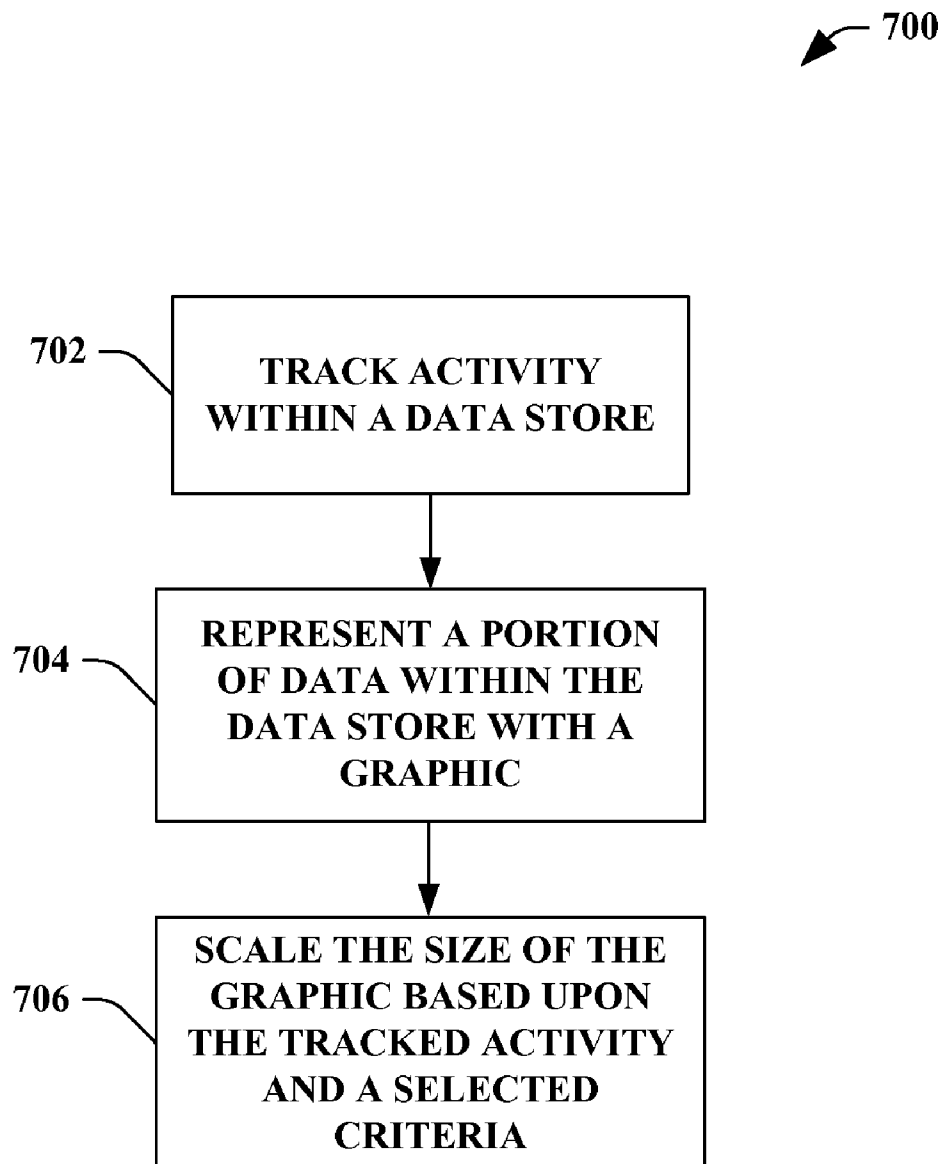 700
702
TRACK ACTIVITY
WITHIN A DATA STORE
704
REPRESENT A PORTION
OF DATA WITHIN THE
DATA STORE WITH A
GRAPHIC
706
SCALE THE SIZE OF THE
GRAPHIC BASED UPON
THE TRACKED ACTIVITY
AND A SELECTED
CRITERIA